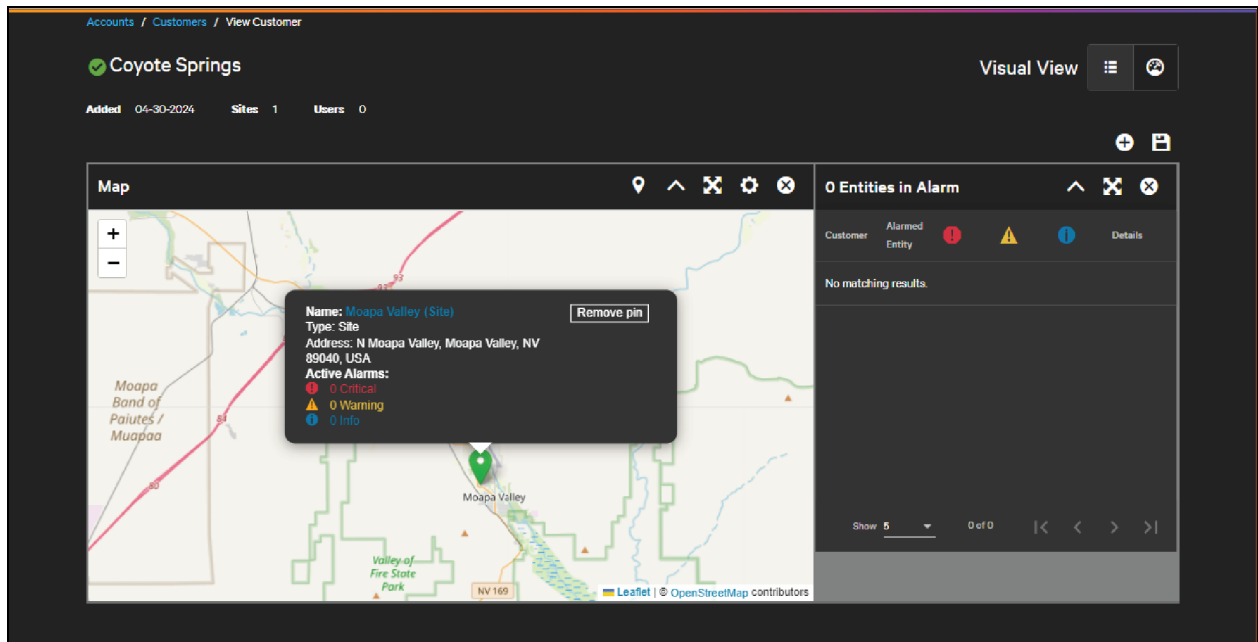 Accounts / Customers / View Customer
Coyote Springs
Visual View
Added 04-30-2024 Sites 1 Users 0
Map
0 Entities in Alarm
+
−
Customer Alarmed Entity Details
No matching results.
93
Name: Moapa Valley (Site)
Remove pin
Type: Site
Address: N Moapa Valley, Moapa Valley, NV
89040, USA
Active Alarms:
0 Critical
0 Warning
0 Info
Moapa
Band of
Paiutes /
Muapaa
Moapa Valley
Valley of
Fire State
Park
NV 169
Leaflet | © OpenStreetMap contributors
Show 5 0 of 0